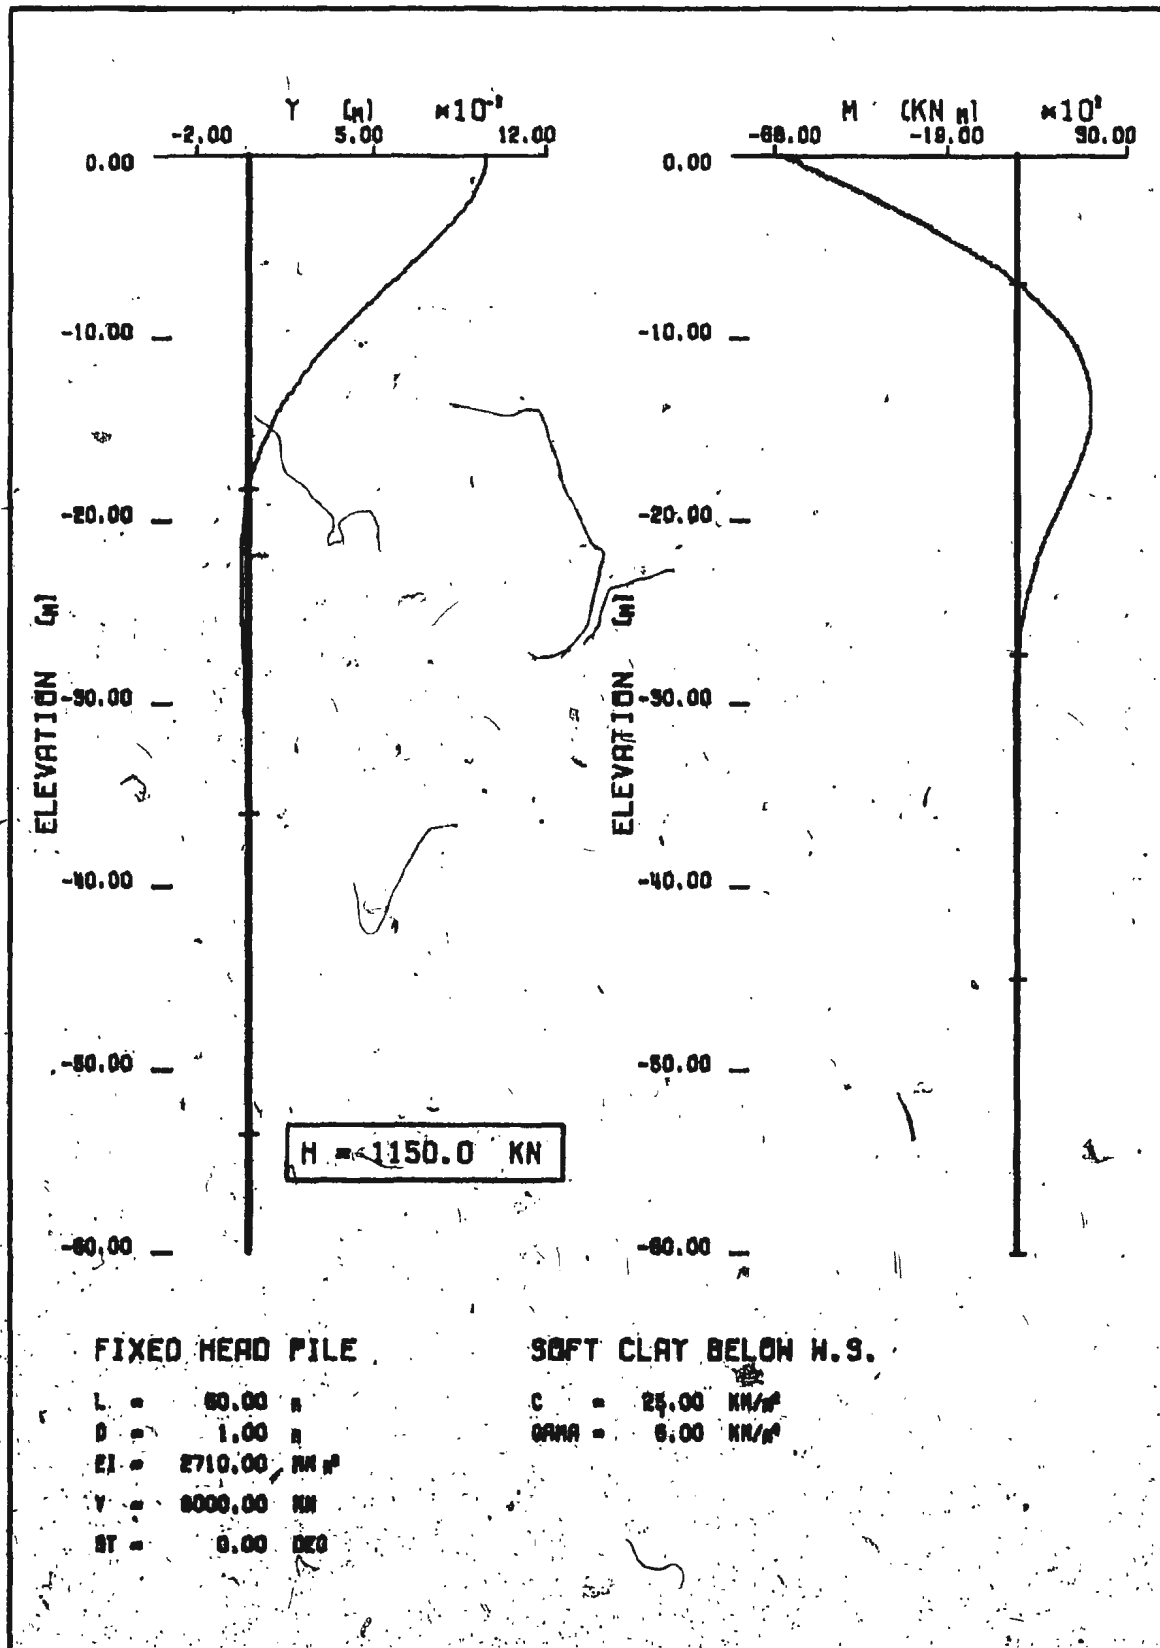 Y (M) *10⁻²
-2.00 5.00 12.00
M (KN M) *10²
-68.00 -19.00 30.00
0.00
-10.00
-20.00
-30.00
-40.00
-50.00
-60.00
ELEVATION (M)
0.00
-10.00
-20.00
-30.00
-40.00
-50.00
-60.00
ELEVATION (M)
H = 1150.0 KN
FIXED HEAD PILE
L = 60.00 M
D = 1.00 M
EI = 2710.00 MN M²
V = 8000.00 KN
BT = 0.00 DEG
SOFT CLAY BELOW W.S.
C = 25.00 KN/M²
GAMA = 6.00